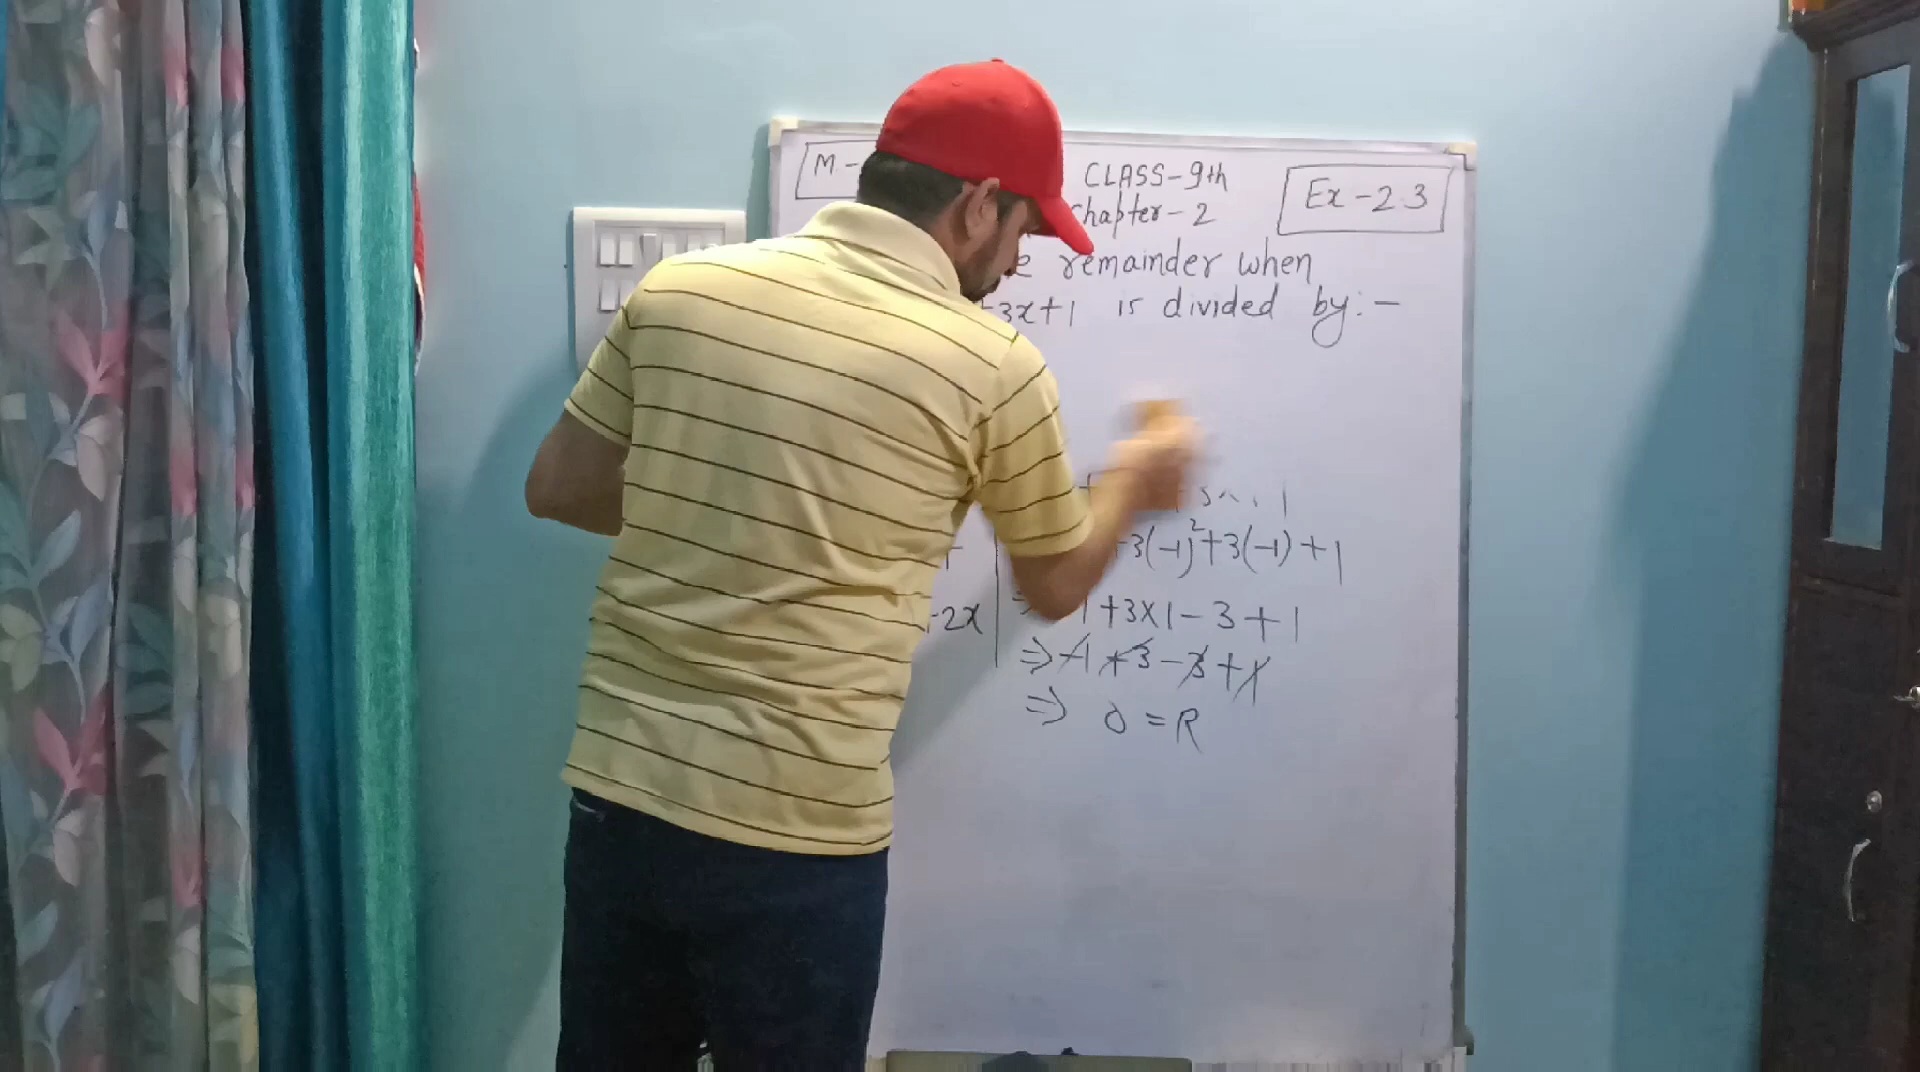 M - CLASS-9th Ex-2.3
Chapter-2
remainder when
+3x+1 is divided by:-
+3(-1)²+3(-1)+1
1+3x1-3+1
-2x
⇒ -1+3-3+1
⇒ 0=R